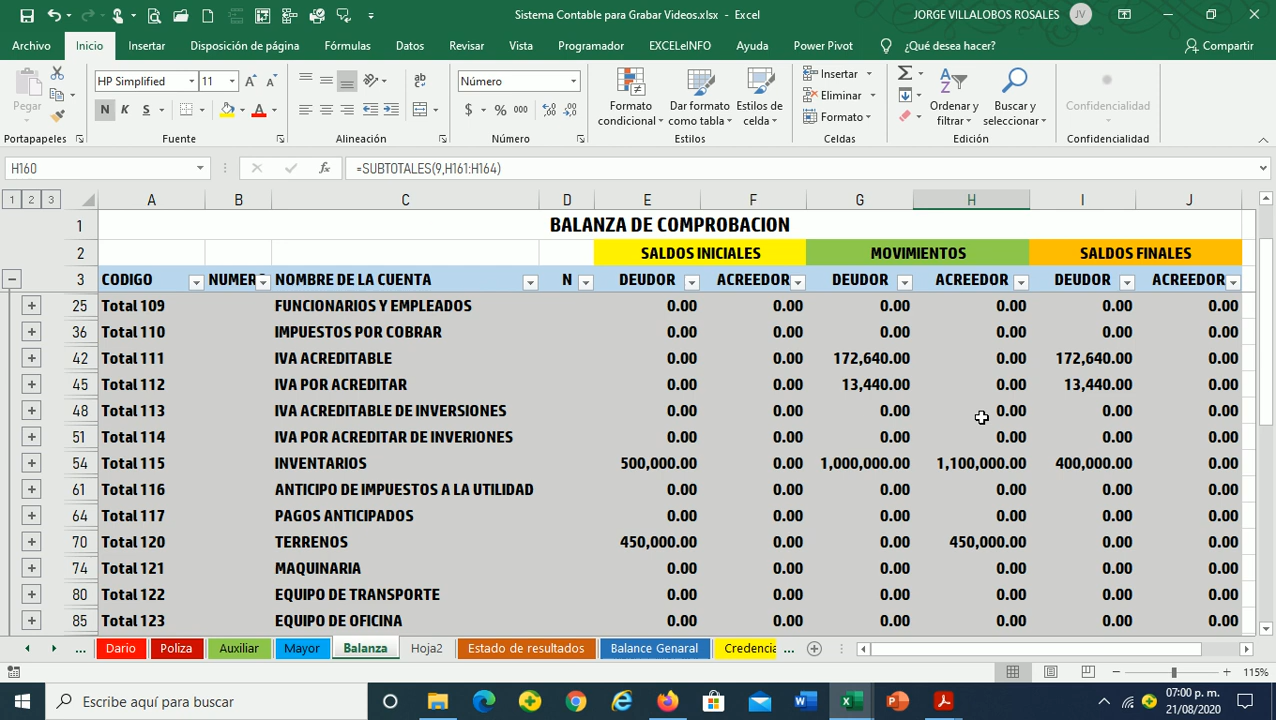 Sistema Contable para Grabar Videos.xlsx - Excel
JORGE VILLALOBOS ROSALES JV
Archivo Inicio Insertar Disposición de página Fórmulas Datos Revisar Vista Programador EXCELeINFO Ayuda Power Pivot ¿Qué desea hacer? Compartir
Pegar
HP Simplified 11
N K S
ab
Número
$ % 000
Formato condicional
Dar formato como tabla
Estilos de celda
Insertar
Eliminar
Formato
Ordenar y filtrar
Buscar y seleccionar
Confidencialidad
Portapapeles Fuente Alineación Número Estilos Celdas Edición Confidencialidad
H160 fx =SUBTOTALES(9,H161:H164)
1 2 3 A B C D E F G H I J
1 BALANZA DE COMPROBACION
2 SALDOS INICIALES MOVIMIENTOS SALDOS FINALES
3 CODIGO NUMERO NOMBRE DE LA CUENTA N DEUDOR ACREEDOR DEUDOR ACREEDOR DEUDOR ACREEDOR
25 Total 109 FUNCIONARIOS Y EMPLEADOS 0.00 0.00 0.00 0.00 0.00 0.00
36 Total 110 IMPUESTOS POR COBRAR 0.00 0.00 0.00 0.00 0.00 0.00
42 Total 111 IVA ACREDITABLE 0.00 0.00 172,640.00 0.00 172,640.00 0.00
45 Total 112 IVA POR ACREDITAR 0.00 0.00 13,440.00 0.00 13,440.00 0.00
48 Total 113 IVA ACREDITABLE DE INVERSIONES 0.00 0.00 0.00 0.00 0.00 0.00
51 Total 114 IVA POR ACREDITAR DE INVERIONES 0.00 0.00 0.00 0.00 0.00 0.00
54 Total 115 INVENTARIOS 500,000.00 0.00 1,000,000.00 1,100,000.00 400,000.00 0.00
61 Total 116 ANTICIPO DE IMPUESTOS A LA UTILIDAD 0.00 0.00 0.00 0.00 0.00 0.00
64 Total 117 PAGOS ANTICIPADOS 0.00 0.00 0.00 0.00 0.00 0.00
70 Total 120 TERRENOS 450,000.00 0.00 0.00 450,000.00 0.00 0.00
74 Total 121 MAQUINARIA 0.00 0.00 0.00 0.00 0.00 0.00
80 Total 122 EQUIPO DE TRANSPORTE 0.00 0.00 0.00 0.00 0.00 0.00
85 Total 123 EQUIPO DE OFICINA 0.00 0.00 0.00 0.00 0.00 0.00
... Dario Poliza Auxiliar Mayor Balanza Hoja2 Estado de resultados Balance Genaral Credencia ...
115%
Escribe aquí para buscar
07:00 p. m.
21/08/2020